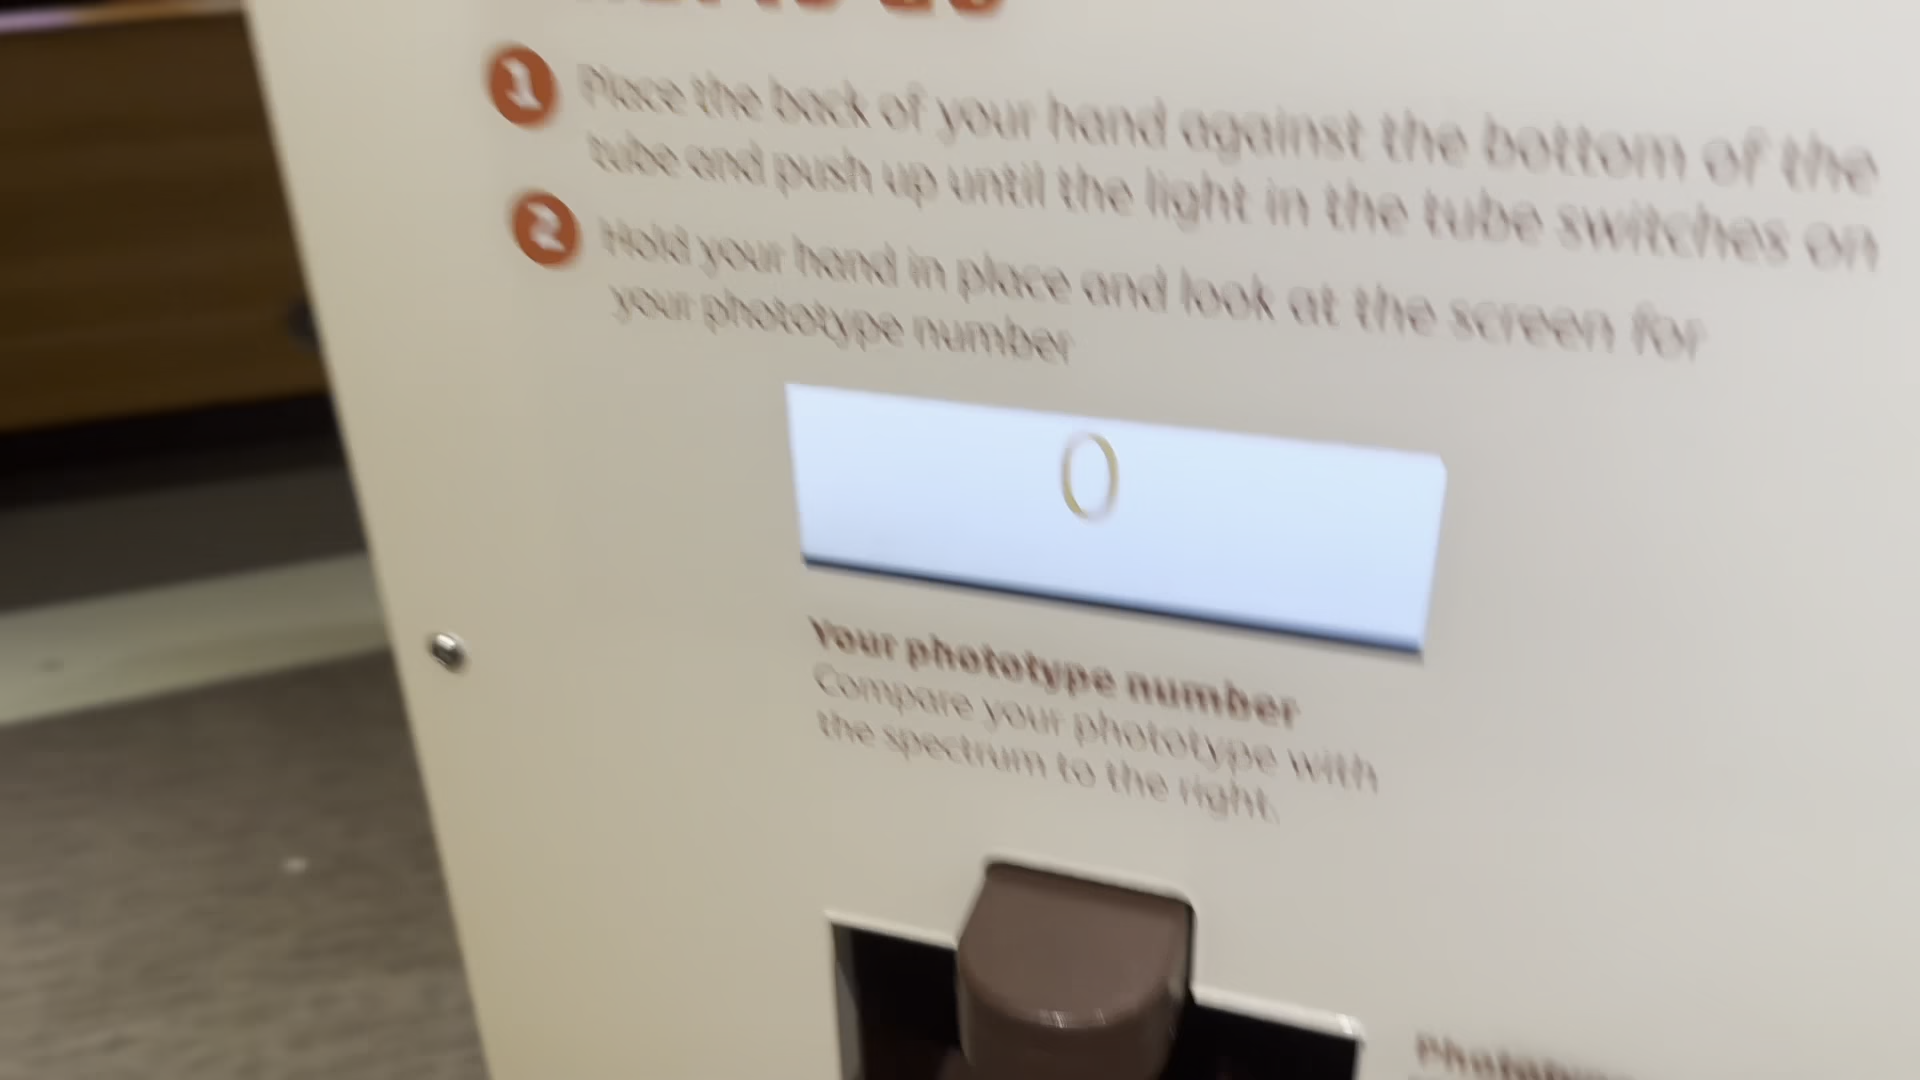 1 Place the back of your hand against the bottom of the
tube and push up until the light in the tube switches on
2 Hold your hand in place and look at the screen for
your phototype number
0
Your phototype number
Compare your phototype with
the spectrum to the right.